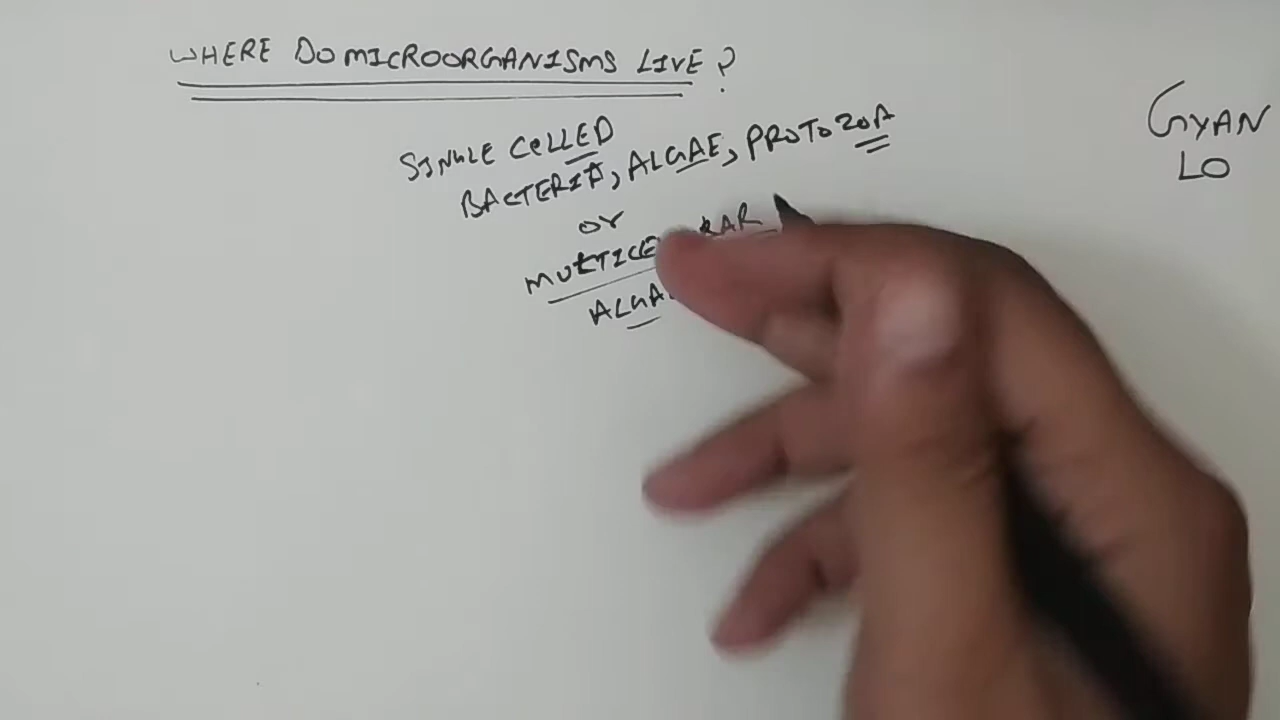 WHERE DO MICROORGANISMS LIVE?
SINGLE CELLED
BACTERIA, ALGAE, PROTOZOA
or
GYAN
LO